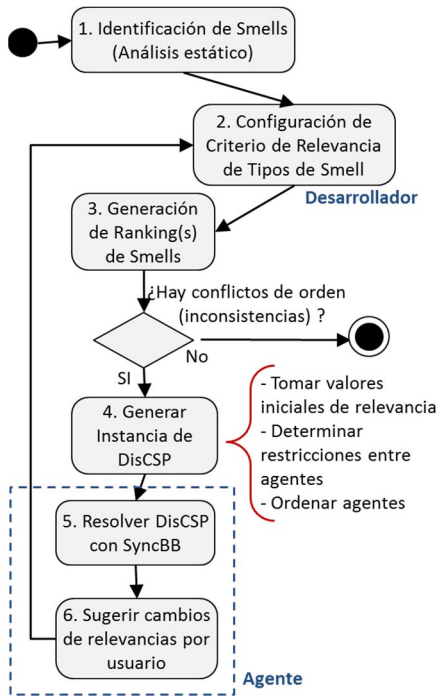 1. Identificación de Smells
(Análisis estático)
2. Configuración de
Criterio de Relevancia
de Tipos de Smell
Desarrollador
3. Generación
de Ranking(s)
de Smells
¿Hay conflictos de orden
(inconsistencias) ?
No
SI
4. Generar
Instancia de
DisCSP
- Tomar valores
iniciales de relevancia
- Determinar
restricciones entre
agentes
- Ordenar agentes
5. Resolver DisCSP
con SyncBB
6. Sugerir cambios
de relevancias por
usuario
Agente